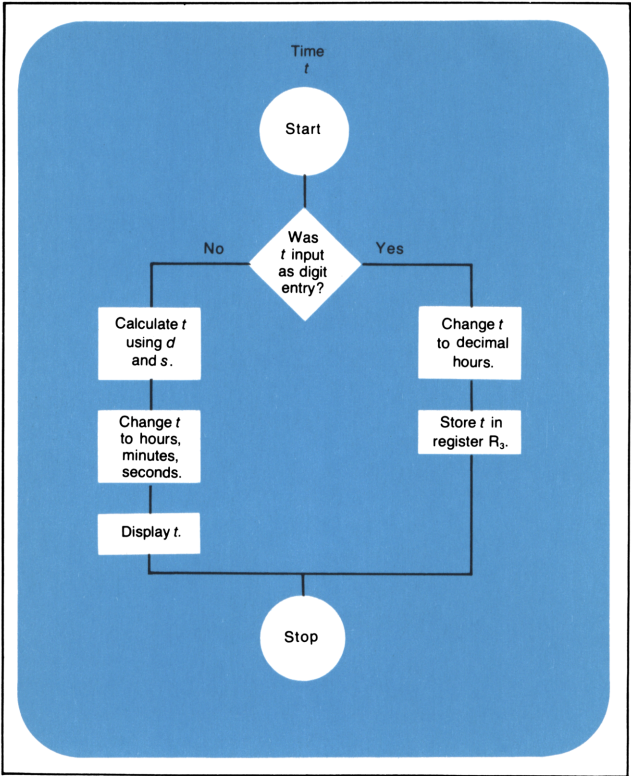 Time
t
Start
Was
t input
as digit
entry?
No
Yes
Calculate t
using d
and s.
Change t
to hours,
minutes,
seconds.
Display t.
Change t
to decimal
hours.
Store t in
register R₃.
Stop